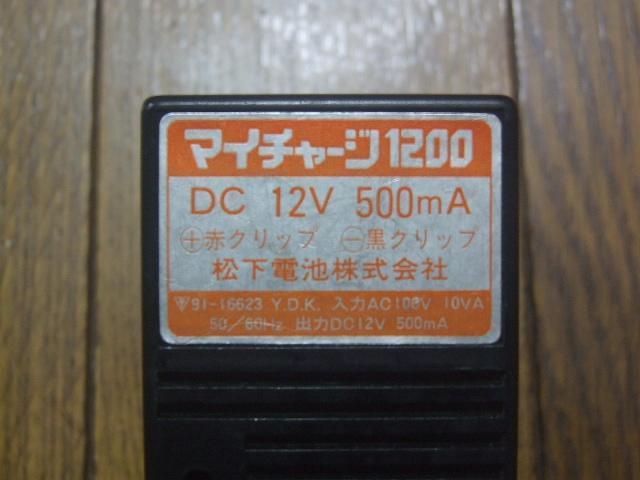 マイチャージ1200
DC 12V 500mA
⊕赤クリップ ⊖黒クリップ
松下電池株式会社
91-16623 Y.D.K. 入力AC100V 10VA
50/60Hz 出力DC12V 500mA